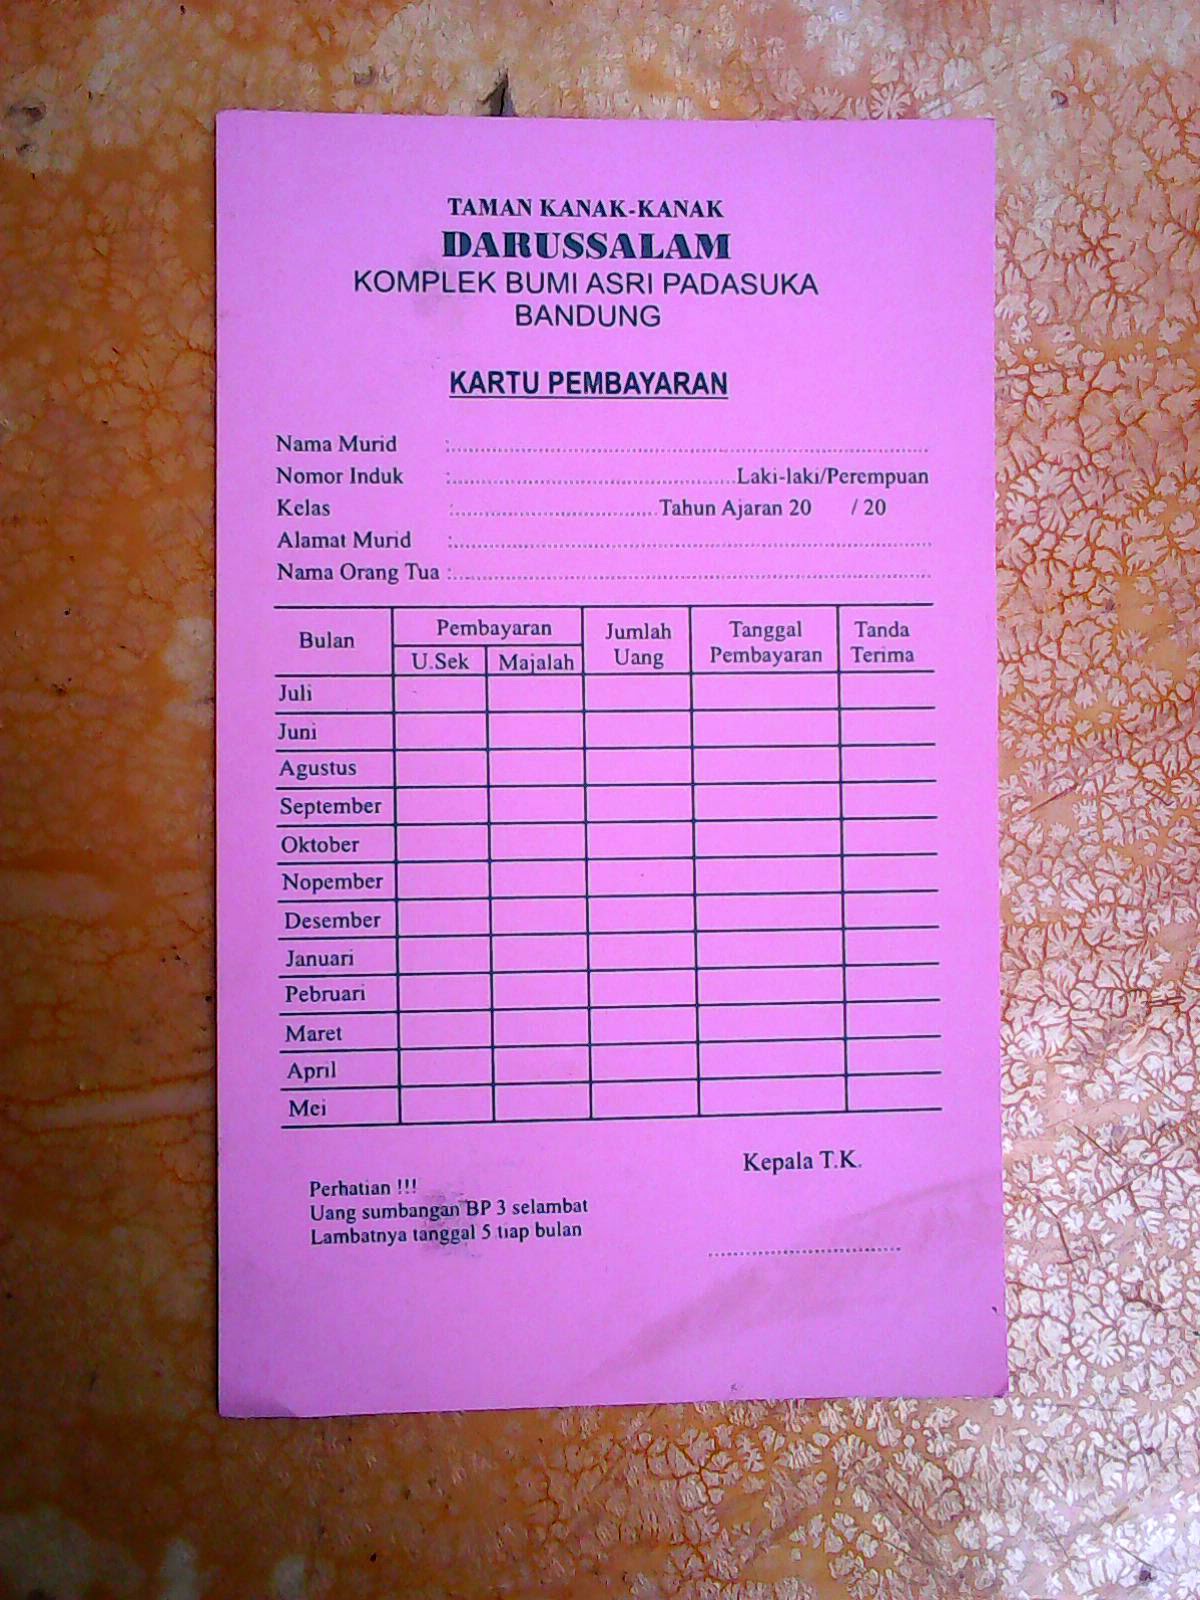 TAMAN KANAK-KANAK
DARUSSALAM
KOMPLEK BUMI ASRI PADASUKA
BANDUNG
KARTU PEMBAYARAN
Nama Murid :
Nomor Induk : Laki-laki/Perempuan
Kelas : Tahun Ajaran 20 / 20
Alamat Murid :
Nama Orang Tua :
Bulan Pembayaran Jumlah Uang Tanggal Pembayaran Tanda Terima
U.Sek Majalah
Juli
Juni
Agustus
September
Oktober
Nopember
Desember
Januari
Pebruari
Maret
April
Mei
Kepala T.K.
Perhatian !!!
Uang sumbangan BP 3 selambat
Lambatnya tanggal 5 tiap bulan